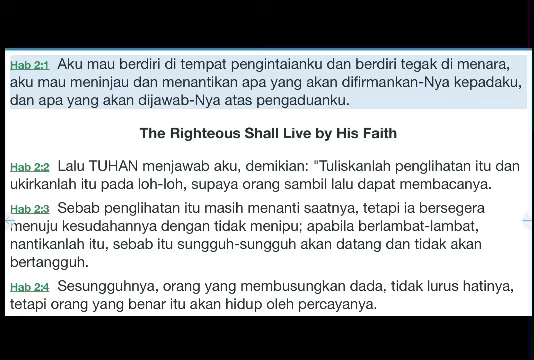 Hab 2:1 Aku mau berdiri di tempat pengintaianku dan berdiri tegak di menara,
aku mau meninjau dan menantikan apa yang akan difirmankan-Nya kepadaku,
dan apa yang akan dijawab-Nya atas pengaduanku.
The Righteous Shall Live by His Faith
Hab 2:2 Lalu TUHAN menjawab aku, demikian: "Tuliskanlah penglihatan itu dan
ukirkanlah itu pada loh-loh, supaya orang sambil lalu dapat membacanya.
Hab 2:3 Sebab penglihatan itu masih menanti saatnya, tetapi ia bersegera
menuju kesudahannya dengan tidak menipu; apabila berlambat-lambat,
nantikanlah itu, sebab itu sungguh-sungguh akan datang dan tidak akan
bertangguh.
Hab 2:4 Sesungguhnya, orang yang membusungkan dada, tidak lurus hatinya,
tetapi orang yang benar itu akan hidup oleh percayanya.